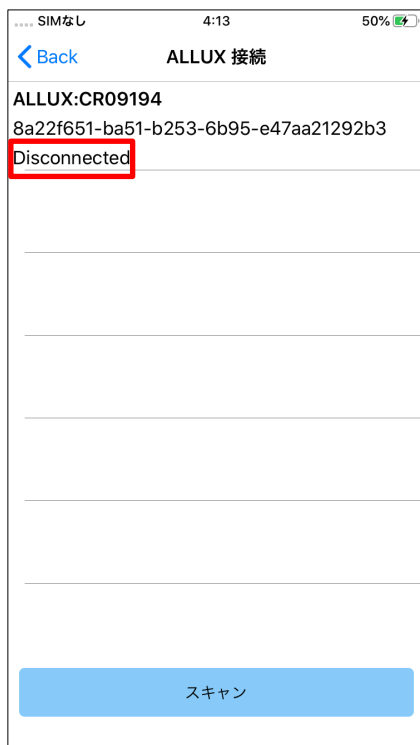 SIMなし 4:13 50%
Back ALLUX 接続
ALLUX:CR09194
8a22f651-ba51-b253-6b95-e47aa21292b3
Disconnected
スキャン